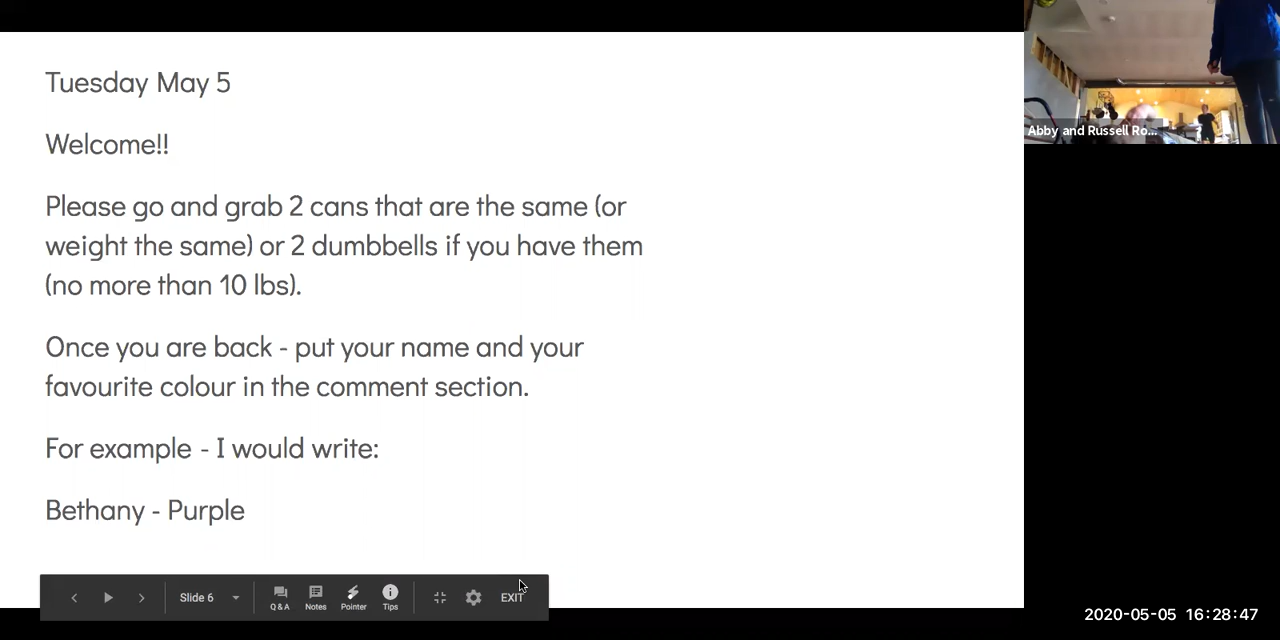 Tuesday May 5
Welcome!!
Please go and grab 2 cans that are the same (or
weight the same) or 2 dumbbells if you have them
(no more than 10 lbs).
Once you are back - put your name and your
favourite colour in the comment section.
For example - I would write:
Bethany - Purple
Slide 6
Q & A
Notes
Pointer
Tips
EXIT
Abby and Russell Ro...
2020-05-05 16:28:47